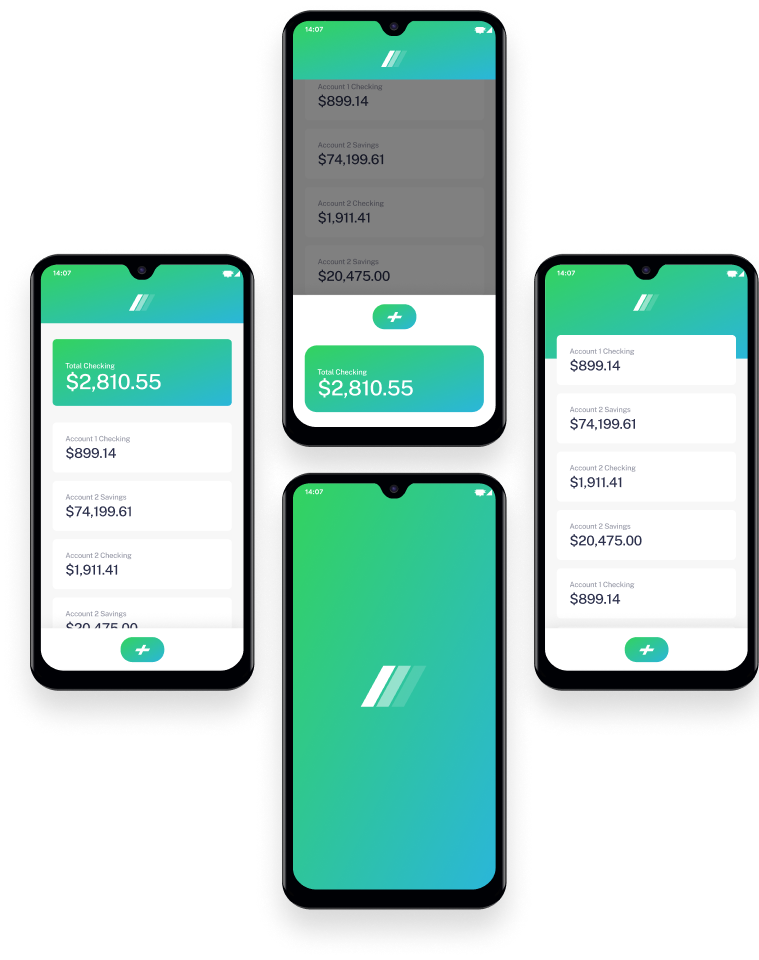 14:07
Account 1 Checking
$899.14
Account 2 Savings
$74,199.61
Account 2 Checking
$1,911.41
Account 2 Savings
$20,475.00
Total Checking
$2,810.55
14:07
Total Checking
$2,810.55
Account 1 Checking
$899.14
Account 2 Savings
$74,199.61
Account 2 Checking
$1,911.41
Account 2 Savings
$20,475.00
14:07
14:07
Account 1 Checking
$899.14
Account 2 Savings
$74,199.61
Account 2 Checking
$1,911.41
Account 2 Savings
$20,475.00
Account 1 Checking
$899.14